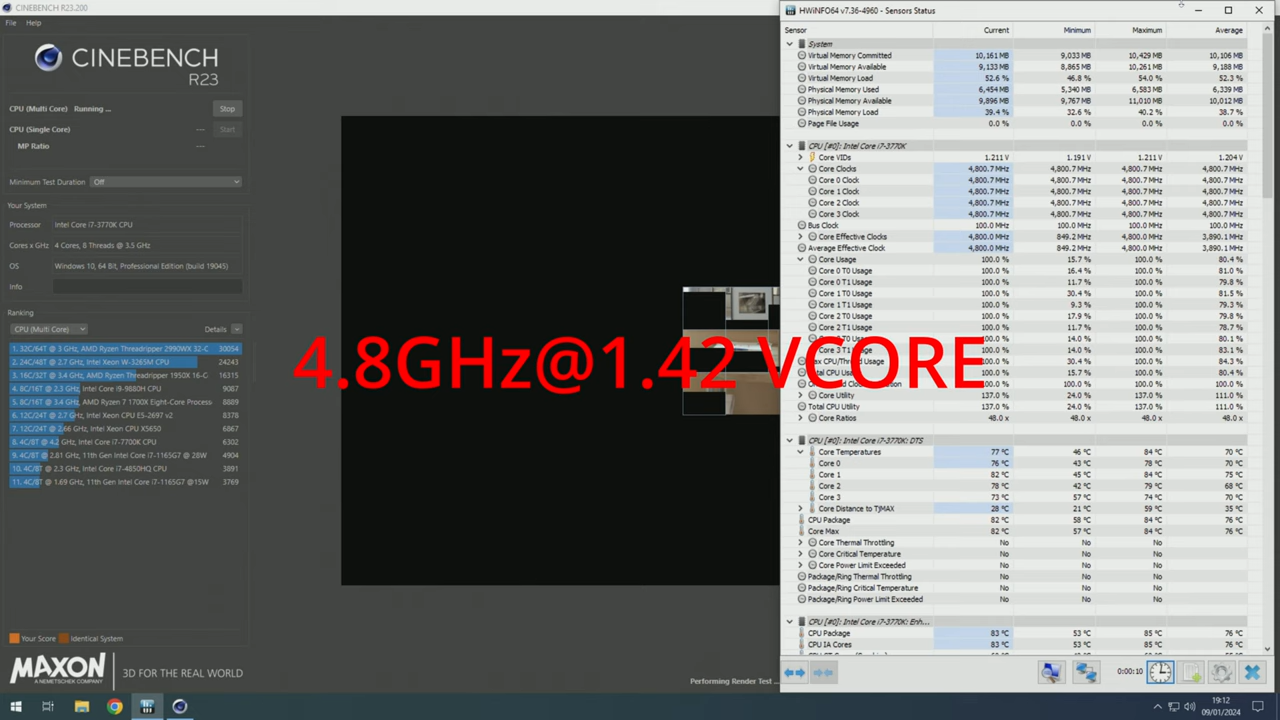 CINEBENCH R23.200
File Help
CINEBENCH
R23
CPU (Multi Core) Running ... Stop
CPU (Single Core) --- Start
MP Ratio ---
Minimum Test Duration Off
Your System
Processor Intel Core i7-3770K CPU
Cores x GHz 4 Cores, 8 Threads @ 3.5 GHz
OS Windows 10, 64 Bit, Professional Edition (build 19045)
Info
Ranking
CPU (Multi Core) Details
1. 32C/64T @ 3 GHz, AMD Ryzen Threadripper 2990WX 32-C 30054
2. 24C/48T @ 2.7 GHz, Intel Xeon W-3265M CPU 24243
3. 16C/32T @ 3.4 GHz, AMD Ryzen Threadripper 1950X 16-C 16315
4. 8C/16T @ 2.3 GHz, Intel Core i9-9880H CPU 9087
5. 8C/16T @ 3.4 GHz, AMD Ryzen 7 1700X Eight-Core Proces 8889
6. 12C/24T @ 2.7 GHz, Intel Xeon CPU E5-2697 v2 8378
7. 12C/24T @ 2.66 GHz, Intel Xeon CPU X5650 6867
8. 4C/8T @ 4.2 GHz, Intel Core i7-7700K CPU 6302
9. 4C/8T @ 2.81 GHz, 11th Gen Intel Core i7-1165G7 @ 28W 4904
10. 4C/8T @ 2.3 GHz, Intel Core i7-4850HQ CPU 3891
11. 4C/8T @ 1.69 GHz, 11th Gen Intel Core i7-1165G7 @15W 3769
Your Score Identical System
MAXON
A NEMETSCHEK COMPANY
3D FOR THE REAL WORLD
Performing Render Test ...
4.8GHz@1.42 VCORE
HWiNFO64 v7.36-4960 - Sensors Status
Sensor Current Minimum Maximum Average
System
Virtual Memory Committed 10,161 MB 9,033 MB 10,429 MB 10,106 MB
Virtual Memory Available 9,133 MB 8,865 MB 10,261 MB 9,188 MB
Virtual Memory Load 52.6 % 46.8 % 54.0 % 52.3 %
Physical Memory Used 6,454 MB 5,340 MB 6,583 MB 6,339 MB
Physical Memory Available 9,896 MB 9,767 MB 11,010 MB 10,012 MB
Physical Memory Load 39.4 % 32.6 % 40.2 % 38.7 %
Page File Usage 0.0 % 0.0 % 0.0 % 0.0 %
CPU [#0]: Intel Core i7-3770K
Core VIDs 1.211 V 1.191 V 1.211 V 1.204 V
Core Clocks 4,800.7 MHz 4,800.7 MHz 4,800.7 MHz 4,800.7 MHz
Core 0 Clock 4,800.7 MHz 4,800.7 MHz 4,800.7 MHz 4,800.7 MHz
Core 1 Clock 4,800.7 MHz 4,800.7 MHz 4,800.7 MHz 4,800.7 MHz
Core 2 Clock 4,800.7 MHz 4,800.7 MHz 4,800.7 MHz 4,800.7 MHz
Core 3 Clock 4,800.7 MHz 4,800.7 MHz 4,800.7 MHz 4,800.7 MHz
Bus Clock 100.0 MHz 100.0 MHz 100.0 MHz 100.0 MHz
Core Effective Clocks 4,800.0 MHz 849.2 MHz 4,800.0 MHz 3,890.1 MHz
Average Effective Clock 4,800.0 MHz 849.2 MHz 4,800.0 MHz 3,890.1 MHz
Core Usage 100.0 % 15.7 % 100.0 % 80.4 %
Core 0 T0 Usage 100.0 % 16.4 % 100.0 % 81.0 %
Core 0 T1 Usage 100.0 % 11.7 % 100.0 % 79.8 %
Core 1 T0 Usage 100.0 % 30.4 % 100.0 % 81.5 %
Core 1 T1 Usage 100.0 % 9.3 % 100.0 % 79.3 %
Core 2 T0 Usage 100.0 % 17.7 % 100.0 % 80.7 %
Core 2 T1 Usage 100.0 % 11.7 % 100.0 % 78.7 %
Core 3 T1 Usage 100.0 % 100.0 % 83.1 %
CPU/Thread Usage 100.0 % 30.4 % 100.0 % 84.3 %
Total CPU Usage 100.0 % 15.7 % 100.0 % 80.4 %
Core Utility 137.0 % 24.0 % 137.0 % 111.0 %
Total CPU Utility 137.0 % 24.0 % 137.0 % 111.0 %
Core Ratios 48.0 x 48.0 x 48.0 x 48.0 x
CPU [#0]: Intel Core i7-3770K: DTS
Core Temperatures 77 °C 46 °C 84 °C 70 °C
Core 0 76 °C 43 °C 78 °C 70 °C
Core 1 82 °C 45 °C 84 °C 75 °C
Core 2 78 °C 42 °C 79 °C 68 °C
Core 3 73 °C 57 °C 74 °C 70 °C
Core Distance to TjMAX 28 °C 21 °C 59 °C 35 °C
CPU Package 82 °C 58 °C 84 °C 76 °C
Core Max 82 °C 57 °C 84 °C 76 °C
Core Thermal Throttling No No No
Core Critical Temperature No No No
Core Power Limit Exceeded No No No
Package/Ring Thermal Throttling No No No
Package/Ring Critical Temperature No No No
Package/Ring Power Limit Exceeded No No No
CPU [#0]: Intel Core i7-3770K: Enh...
CPU Package 83 °C 53 °C 85 °C 76 °C
CPU IA Cores 83 °C 53 °C 85 °C 76 °C
0:00:10
19:12
09/01/2024